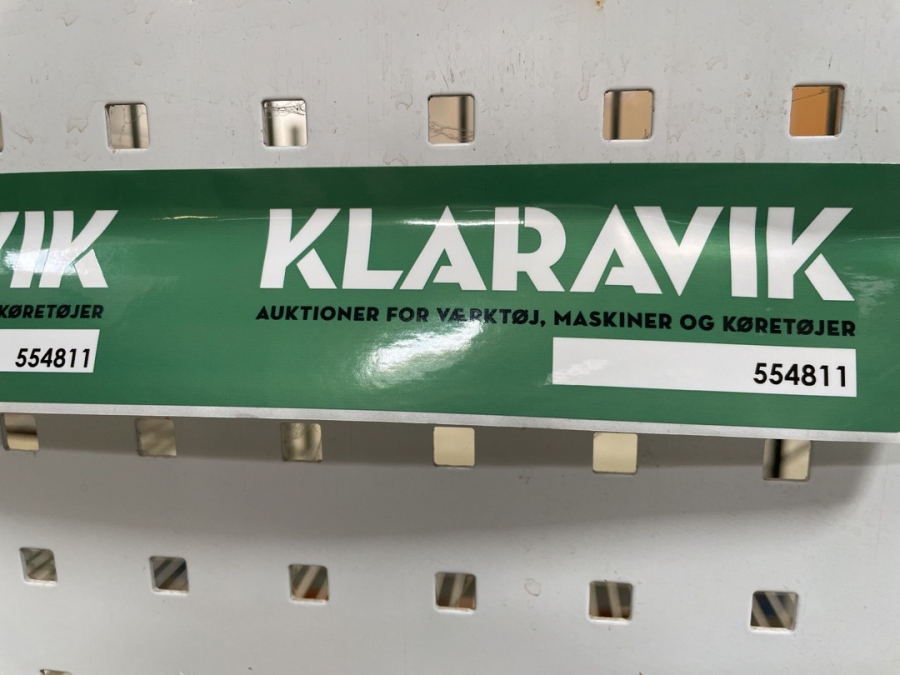 VIK
KØRETØJER
554811
KLARAVIK
AUKTIONER FOR VÆRKTØJ, MASKINER OG KØRETØJER
554811